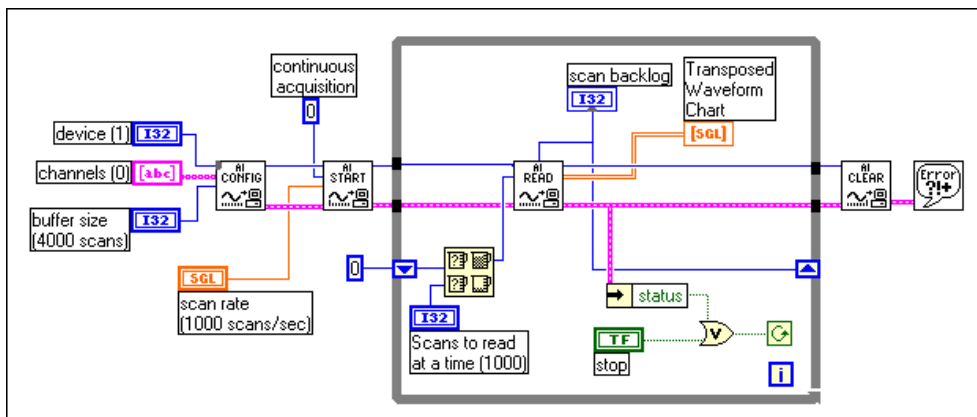 continuous
acquisition
0
device (1)
I32
channels (0)
[abc]
buffer size
(4000 scans)
I32
AI
CONFIG
AI
START
SGL
scan rate
(1000 scans/sec)
scan backlog
I32
Transposed
Waveform
Chart
[SGL]
AI
READ
0
I32
Scans to read
at a time (1000)
status
TF
stop
V
i
AI
CLEAR
Error
?!+